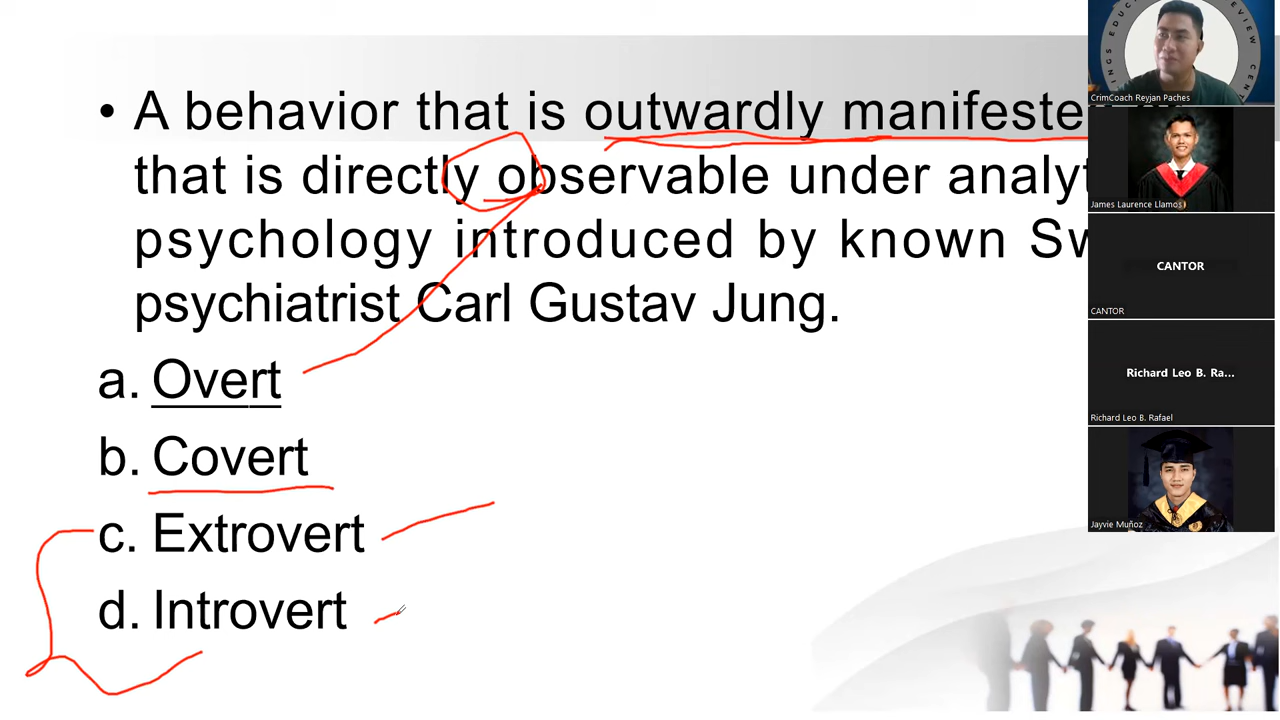 • A behavior that is outwardly manifeste
that is directly observable under analyt
psychology introduced by known Sw
psychiatrist Carl Gustav Jung.
a. Overt
b. Covert
c. Extrovert
d. Introvert
CrimCoach Reyjan Paches
James Laurence Llamos
CANTOR
CANTOR
Richard Leo B. Ra...
Richard Leo B. Rafael
Jayvie Muñoz